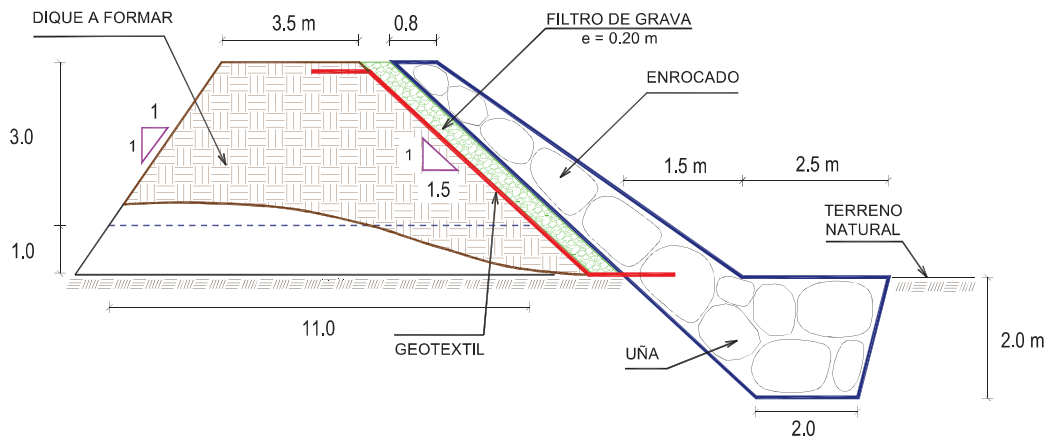 DIQUE A FORMAR
3.5 m
0.8
FILTRO DE GRAVA
e = 0.20 m
ENROCADO
3.0
1
1
1
1.5
1.5 m
2.5 m
TERRENO
NATURAL
1.0
11.0
GEOTEXTIL
UÑA
2.0 m
2.0